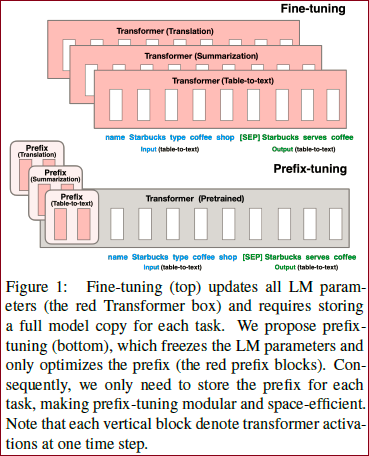 Fine-tuning
Transformer (Translation)
Transformer (Summarization)
Transformer (Table-to-text)
name Starbucks type coffee shop [SEP] Starbucks serves coffee
Input (table-to-text) Output (table-to-text)
Prefix-tuning
Prefix
(Translation)
Prefix
(Summarization)
Prefix
(Table-to-text)
Transformer (Pretrained)
name Starbucks type coffee shop [SEP] Starbucks serves coffee
Input (table-to-text) Output (table-to-text)
Figure 1: Fine-tuning (top) updates all LM param-
eters (the red Transformer box) and requires storing
a full model copy for each task. We propose prefix-
tuning (bottom), which freezes the LM parameters and
only optimizes the prefix (the red prefix blocks). Con-
sequently, we only need to store the prefix for each
task, making prefix-tuning modular and space-efficient.
Note that each vertical block denote transformer activa-
tions at one time step.